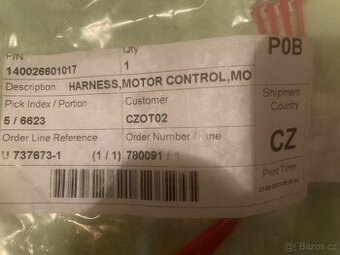 P/N Qty P0B
140026601017 1
Description HARNESS,MOTOR CONTROL,MO
Pick Index / Portion Customer Shipment Country
5 / 6623 CZOT02
Order Line Reference Order Number / Line CZ
U 737673-1 (1 / 1) 780091 / 1
Print Time:
Bazos.cz